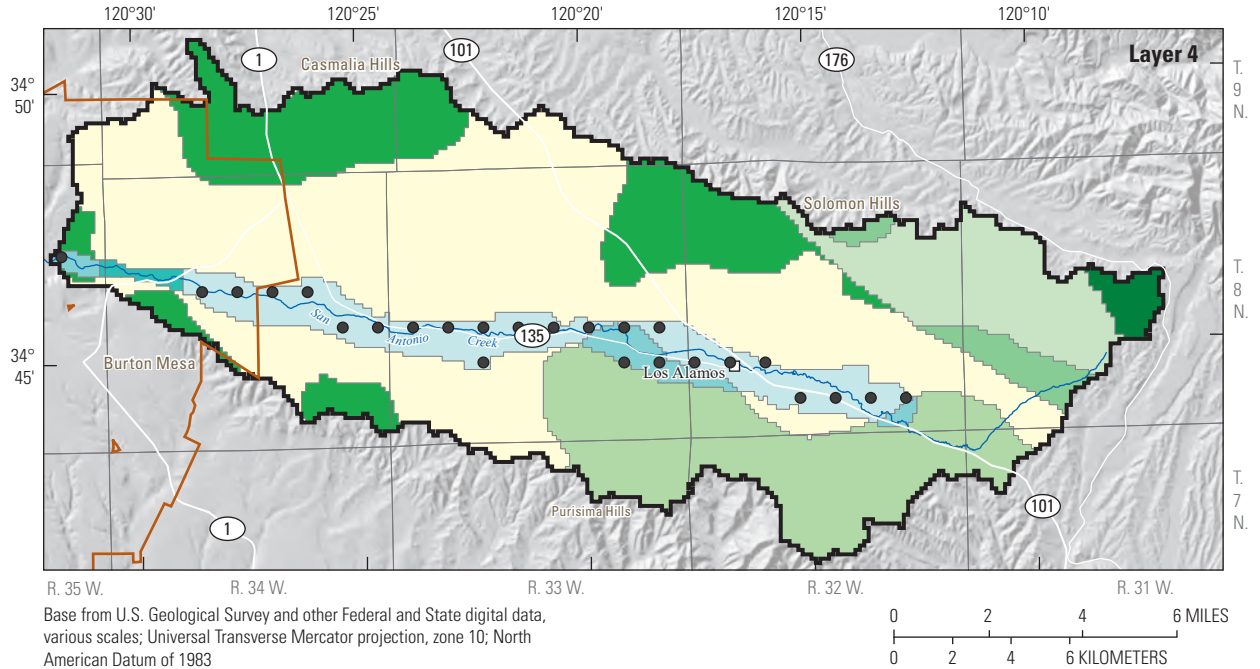 120°30' 120°25' 120°20' 120°15' 120°10'
Layer 4
34°
50'
34°
45'
T.
9
N.
T.
8
N.
T.
7
N.
1
101
176
Casmalia Hills
Solomon Hills
San
Antonio
Creek
135
Burton Mesa
Los Alamos
Purisima Hills
1
101
R. 35 W. R. 34 W. R. 33 W. R. 32 W. R. 31 W.
Base from U.S. Geological Survey and other Federal and State digital data,
various scales; Universal Transverse Mercator projection, zone 10; North
American Datum of 1983
0 2 4 6 MILES
0 2 4 6 KILOMETERS